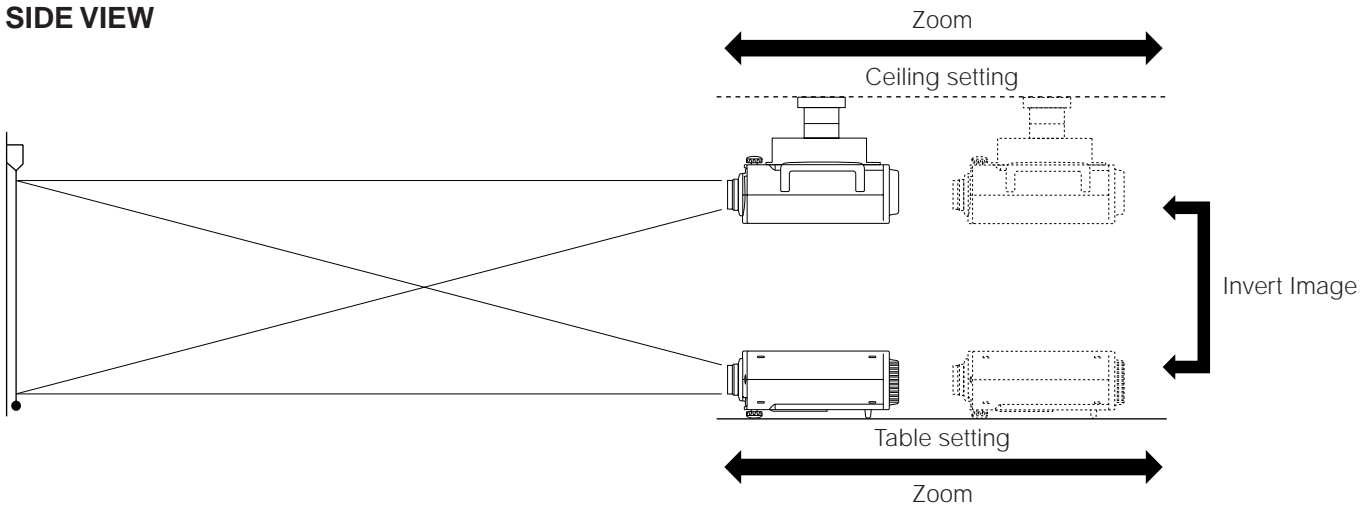 SIDE VIEW
Zoom
Ceiling setting
Invert Image
Table setting
Zoom